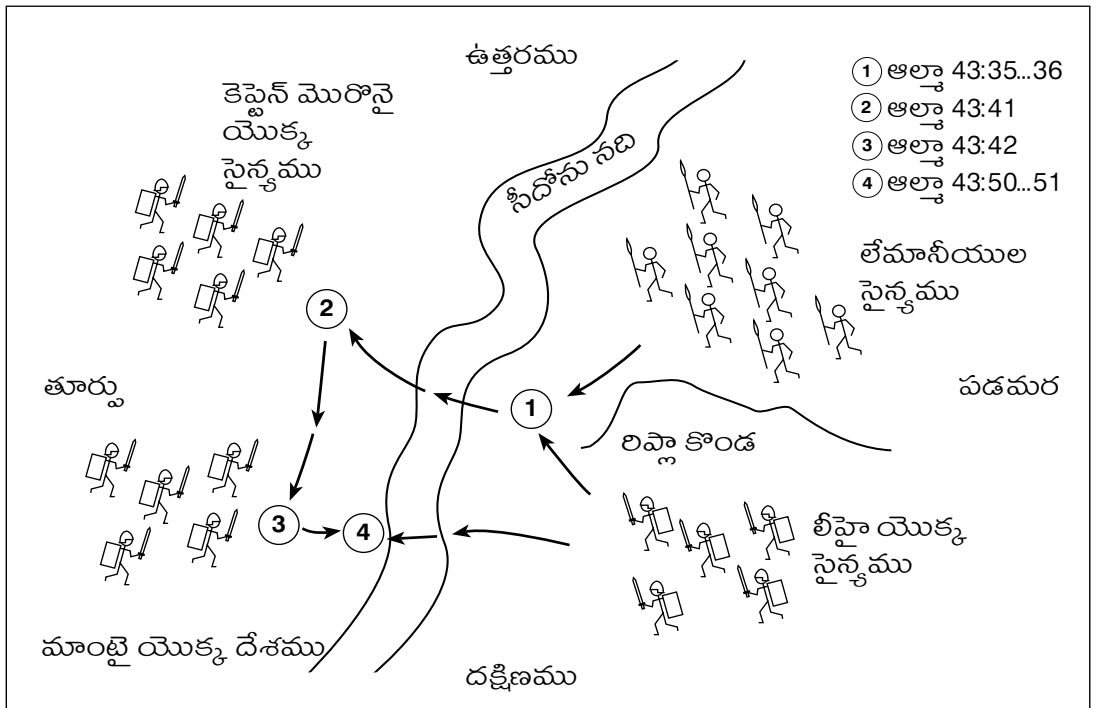 ఉత్తరము
కెప్టెన్ మొరొనై
యొక్క
సైన్యము
సీదోను నది
1 ఆల్మా 43:35...36
2 ఆల్మా 43:41
3 ఆల్మా 43:42
4 ఆల్మా 43:50...51
లేమానీయుల
సైన్యము
2
తూర్పు
పడమర
1
రిప్లా కొండ
3
4
లీహై యొక్క
సైన్యము
మాంటై యొక్క దేశము
దక్షిణము